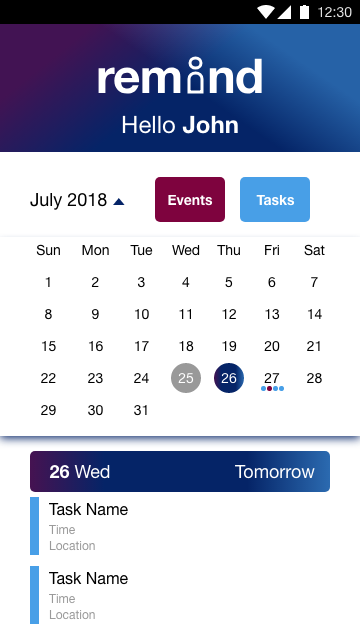 12:30
remind
Hello John
July 2018
Events
Tasks
Sun Mon Tue Wed Thu Fri Sat
1 2 3 4 5 6 7
8 9 10 11 12 13 14
15 16 17 18 19 20 21
22 23 24 25 26 27 28
29 30 31
26 Wed Tomorrow
Task Name
Time
Location
Task Name
Time
Location